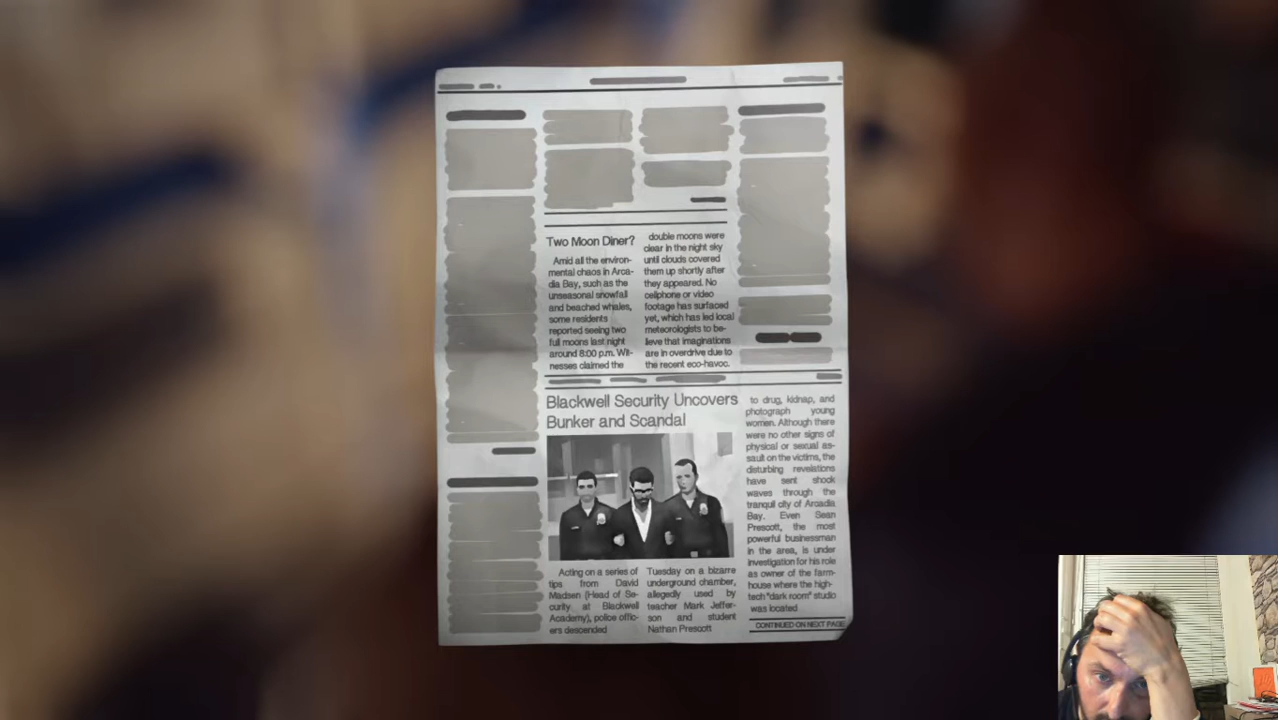 Two Moon Diner?
Amid all the environ-
mental chaos in Arca-
dia Bay, such as the
unseasonal snowfall
and beached whales,
some residents
reported seeing two
full moons last night
around 8:00 p.m. Wit-
nesses claimed the
double moons were
clear in the night sky
until clouds covered
them up shortly after
they appeared. No
cellphone or video
footage has surfaced
yet, which has led local
meteorologists to be-
lieve that imaginations
are in overdrive due to
the recent eco-havoc.
Blackwell Security Uncovers
Bunker and Scandal
Acting on a series of
tips from David
Madsen (Head of Se-
curity at Blackwell
Academy), police offic-
ers descended
Tuesday on a bizarre
underground chamber,
allegedly used by
teacher Mark Jeffer-
son and student
Nathan Prescott
to drug, kidnap, and
photograph young
women. Although there
were no other signs of
physical or sexual as-
sault on the victims, the
disturbing revelations
have sent shock
waves through the
tranquil city of Arcadia
Bay. Even Sean
Prescott, the most
powerful businessman
in the area, is under
investigation for his role
as owner of the farm-
house where the high-
tech "dark room" studio
was located
CONTINUED ON NEXT PAGE